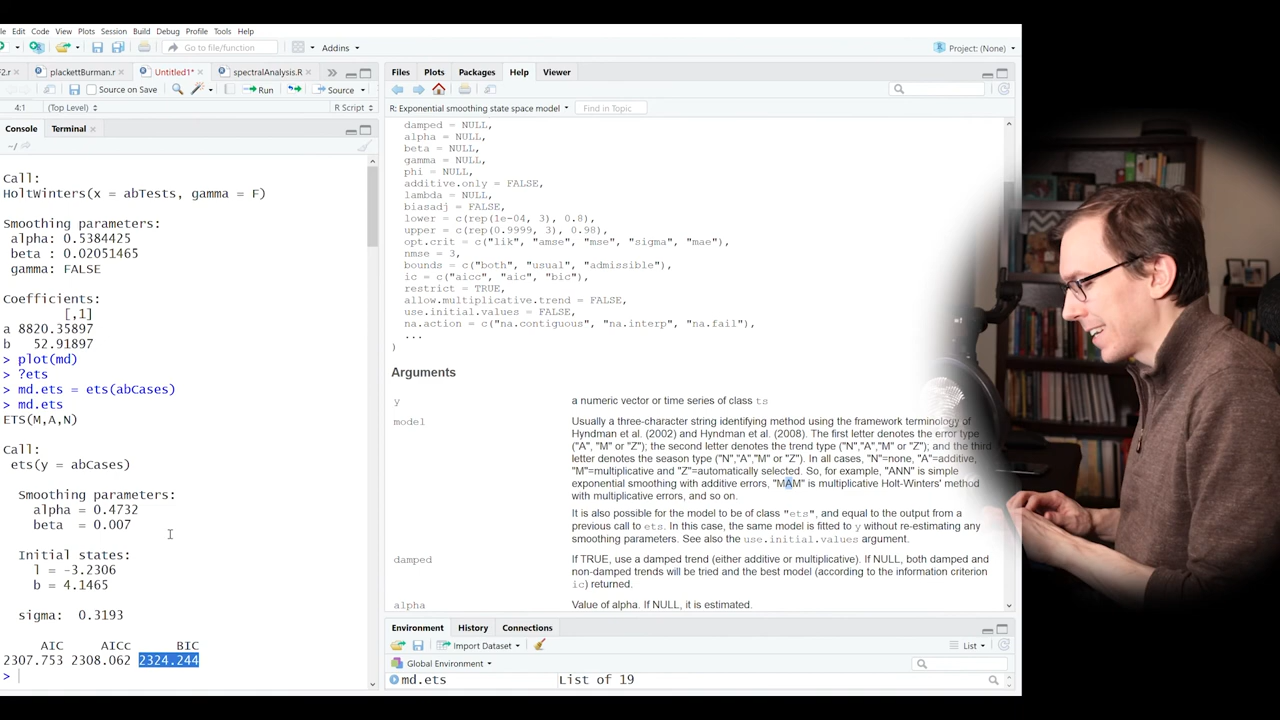 File Edit Code View Plots Session Build Debug Profile Tools Help
Go to file/function
Addins
Project: (None)
F2.r
plackettBurman.r
Untitled1*
spectralAnalysis.R
Source on Save
Run
Source
4:1
(Top Level)
R Script
Console
Terminal
~/
Call:
HoltWinters(x = abTests, gamma = F)
Smoothing parameters:
alpha: 0.5384425
beta : 0.02051465
gamma: FALSE
Coefficients:
[,1]
a 8820.35897
b 52.91897
> plot(md)
> ?ets
> md.ets = ets(abCases)
> md.ets
ETS(M,A,N)
Call:
ets(y = abCases)
Smoothing parameters:
alpha = 0.4732
beta = 0.007
Initial states:
l = -3.2306
b = 4.1465
sigma: 0.3193
AIC AICc BIC
2307.753 2308.062 2324.244
>
Files
Plots
Packages
Help
Viewer
R: Exponential smoothing state space model
Find in Topic
damped = NULL,
alpha = NULL,
beta = NULL,
gamma = NULL,
phi = NULL,
additive.only = FALSE,
lambda = NULL,
biasadj = FALSE,
lower = c(rep(1e-04, 3), 0.8),
upper = c(rep(0.9999, 3), 0.98),
opt.crit = c("lik", "amse", "mse", "sigma", "mae"),
nmse = 3,
bounds = c("both", "usual", "admissible"),
ic = c("aicc", "aic", "bic"),
restrict = TRUE,
allow.multiplicative.trend = FALSE,
use.initial.values = FALSE,
na.action = c("na.contiguous", "na.interp", "na.fail"),
...
)
Arguments
y a numeric vector or time series of class ts
model Usually a three-character string identifying method using the framework terminology of
Hyndman et al. (2002) and Hyndman et al. (2008). The first letter denotes the error type
("A", "M" or "Z"); the second letter denotes the trend type ("N","A","M" or "Z"); and the third
letter denotes the season type ("N","A","M" or "Z"). In all cases, "N"=none, "A"=additive,
"M"=multiplicative and "Z"=automatically selected. So, for example, "ANN" is simple
exponential smoothing with additive errors, "MAM" is multiplicative Holt-Winters' method
with multiplicative errors, and so on.
It is also possible for the model to be of class "ets", and equal to the output from a
previous call to ets. In this case, the same model is fitted to y without re-estimating any
smoothing parameters. See also the use.initial.values argument.
damped If TRUE, use a damped trend (either additive or multiplicative). If NULL, both damped and
non-damped trends will be tried and the best model (according to the information criterion
ic) returned.
alpha Value of alpha. If NULL, it is estimated.
Environment
History
Connections
Import Dataset
List
Global Environment
md.ets List of 19